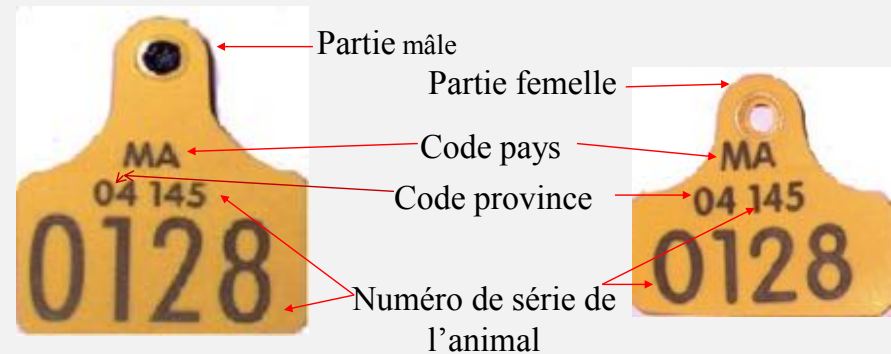 Partie mâle
Partie femelle
MA
04 145
0128
Code pays
Code province
Numéro de série de
l’animal
MA
04 145
0128